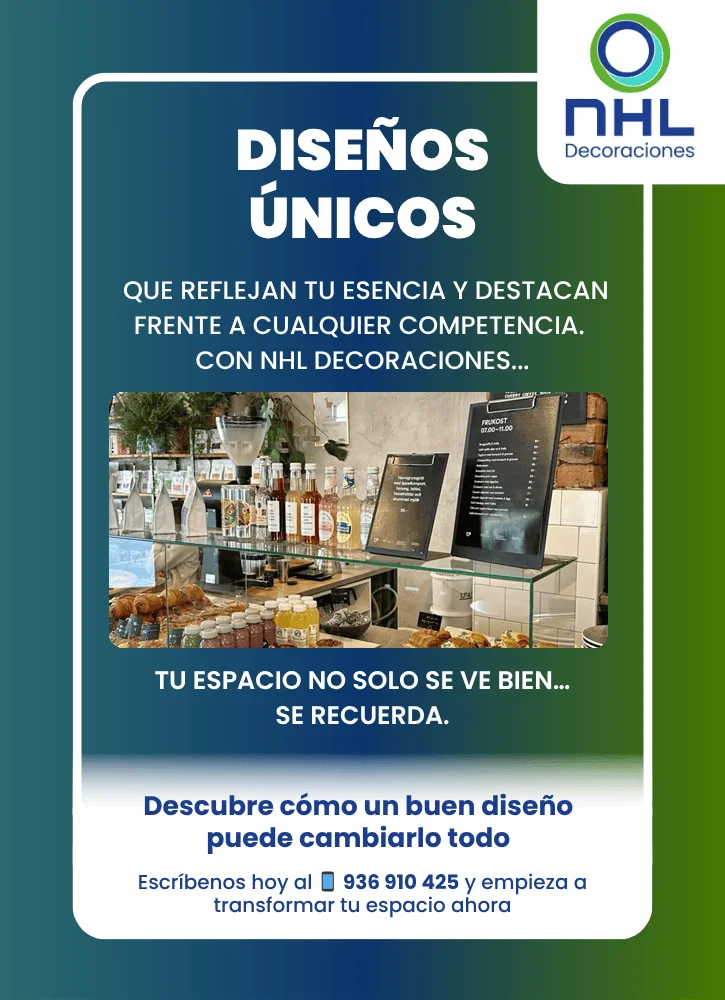 NHL
Decoraciones
DISEÑOS
ÚNICOS
QUE REFLEJAN TU ESENCIA Y DESTACAN
FRENTE A CUALQUIER COMPETENCIA.
CON NHL DECORACIONES...
FRUKOST
07.00–11.00
TU ESPACIO NO SOLO SE VE BIEN...
SE RECUERDA.
Descubre cómo un buen diseño
puede cambiarlo todo
Escríbenos hoy al 936 910 425 y empieza a
transformar tu espacio ahora